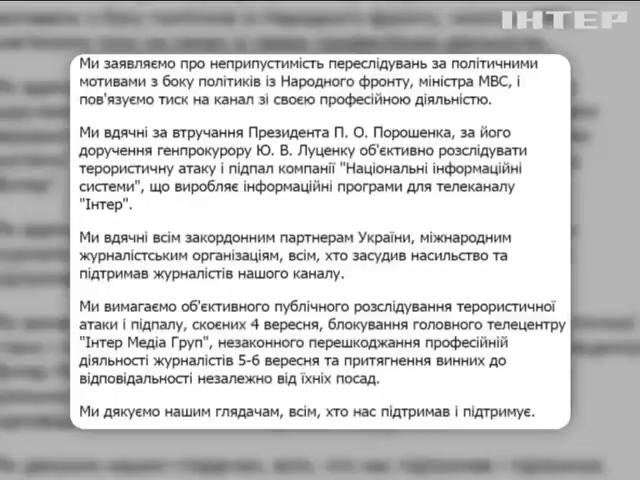 ІНТЕР
Ми заявляємо про неприпустимість переслідувань за політичними
мотивами з боку політиків із Народного фронту, міністра МВС, і
пов'язуємо тиск на канал зі своєю професійною діяльністю.
Ми вдячні за втручання Президента П. О. Порошенка, за його
доручення генпрокурору Ю. В. Луценку об'єктивно розслідувати
терористичну атаку і підпал компанії "Національні інформаційні
системи", що виробляє інформаційні програми для телеканалу
"Інтер".
Ми вдячні всім закордонним партнерам України, міжнародним
журналістським організаціям, всім, хто засудив насильство та
підтримав журналістів нашого каналу.
Ми вимагаємо об'єктивного публічного розслідування терористичної
атаки і підпалу, скоєних 4 вересня, блокування головного телецентру
"Інтер Медіа Груп", незаконного перешкоджання професійній
діяльності журналістів 5-6 вересня та притягнення винних до
відповідальності незалежно від їхніх посад.
Ми дякуємо нашим глядачам, всім, хто нас підтримав і підтримує.